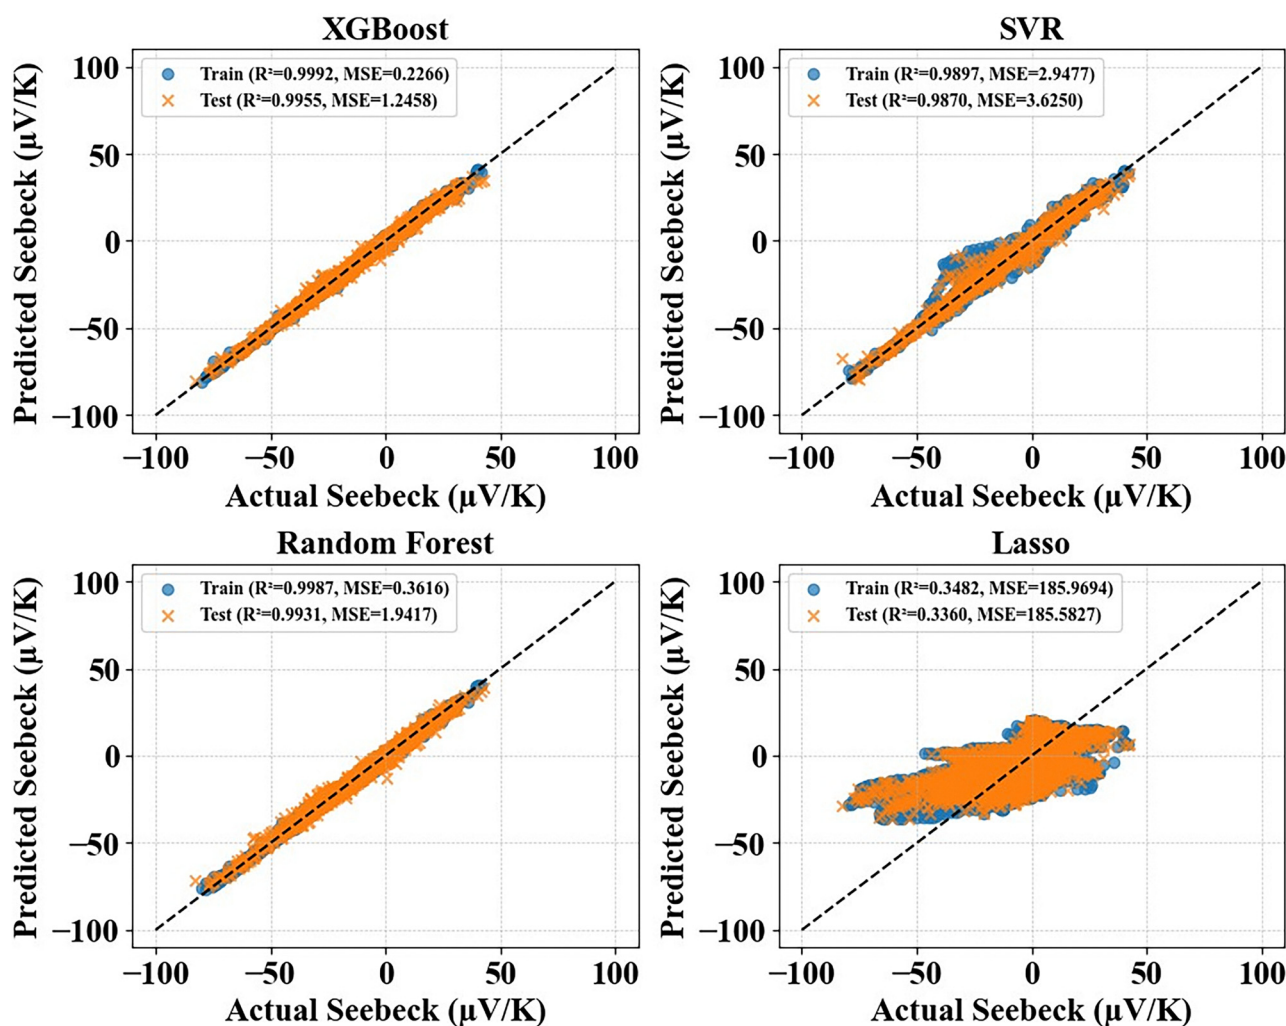 XGBoost
Train (R²=0.9992, MSE=0.2266)
Test (R²=0.9955, MSE=1.2458)
Predicted Seebeck (μV/K)
100
50
0
−50
−100
−100 −50 0 50 100
Actual Seebeck (μV/K)
SVR
Train (R²=0.9897, MSE=2.9477)
Test (R²=0.9870, MSE=3.6250)
Predicted Seebeck (μV/K)
100
50
0
−50
−100
−100 −50 0 50 100
Actual Seebeck (μV/K)
Random Forest
Train (R²=0.9987, MSE=0.3616)
Test (R²=0.9931, MSE=1.9417)
Predicted Seebeck (μV/K)
100
50
0
−50
−100
−100 −50 0 50 100
Actual Seebeck (μV/K)
Lasso
Train (R²=0.3482, MSE=185.9694)
Test (R²=0.3360, MSE=185.5827)
Predicted Seebeck (μV/K)
100
50
0
−50
−100
−100 −50 0 50 100
Actual Seebeck (μV/K)